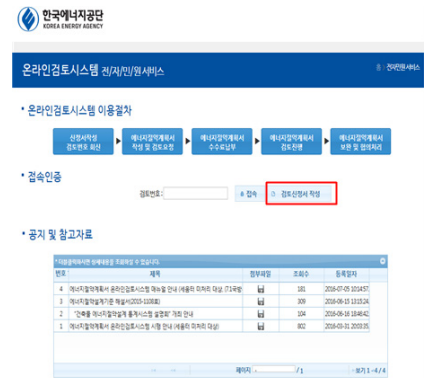 한국에너지공단
KOREA ENERGY AGENCY
온라인검토시스템 전/자/민/원서비스
홈 > 전자민원서비스
• 온라인검토시스템 이용절차
신청서작성 검토번호 회신
에너지절약계획서 작성 및 검토요청
에너지절약계획서 수수료납부
에너지절약계획서 검토진행
에너지절약계획서 보완 및 협의처리
• 접속인증
검토번호 :
접속
검토신청서 작성
• 공지 및 참고자료
번호 제목 첨부파일 조회수 등록일자
4 에너지절약계획서 온라인검토시스템 매뉴얼 안내 (세움터 미처리 대상, (7.1국방 181 2016-07-05 10:14:57
3 에너지절약설계기준 해설서(2015-1108호) 309 2016-06-15 13:15:24
2 "건축물 에너지절약설계 통계시스템 설명회" 개최 안내 104 2016-06-16 18:46:42
1 에너지절약계획서 온라인검토시스템 시행 안내 (세움터 미처리 대상) 802 2016-03-31 20:03:35
페이지 /1
보기 1 - 4 / 4